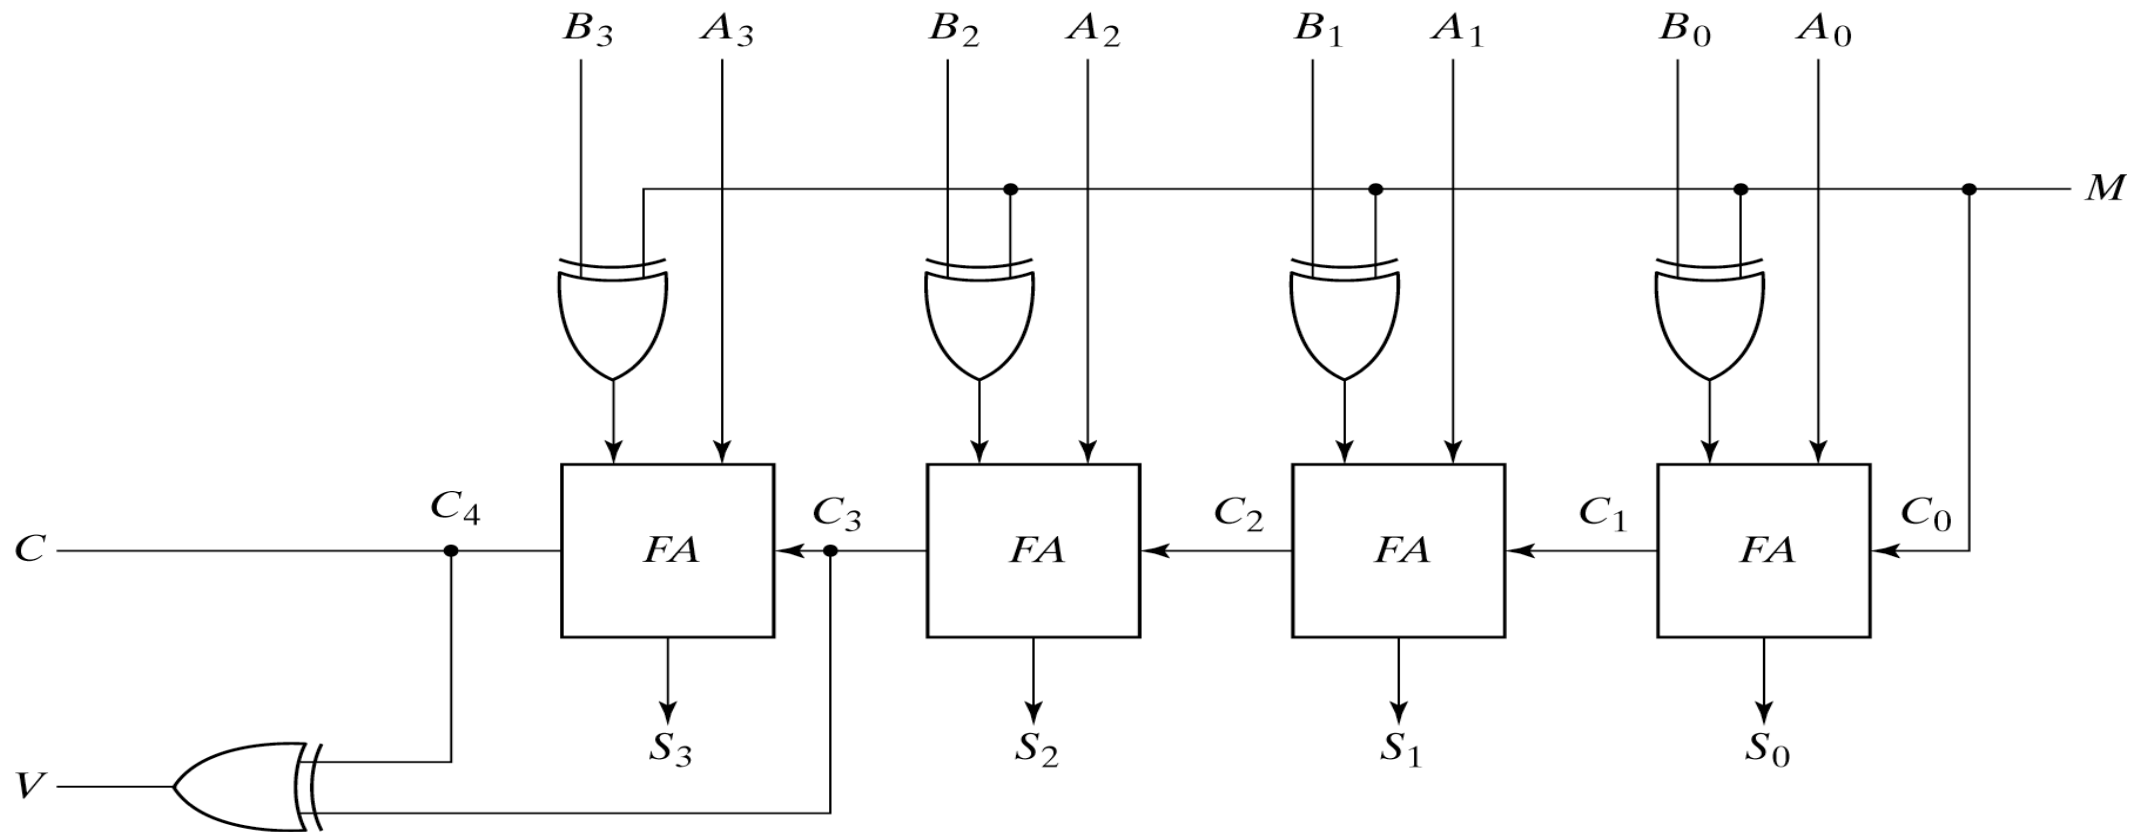 B₃ A₃ B₂ A₂ B₁ A₁ B₀ A₀
M
C₄ C₃ C₂ C₁ C₀
C FA FA FA FA
S₃ S₂ S₁ S₀
V